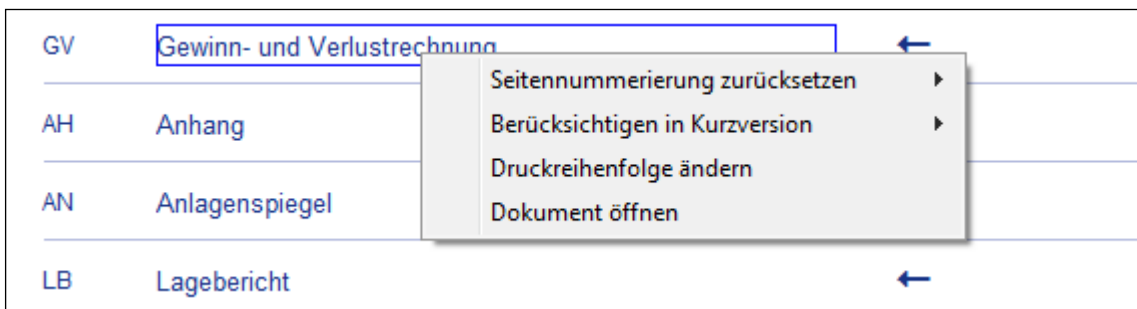 GV Gewinn- und Verlustrechnung
Seitennummerierung zurücksetzen
AH Anhang
Berücksichtigen in Kurzversion
Druckreihenfolge ändern
AN Anlagenspiegel
Dokument öffnen
LB Lagebericht